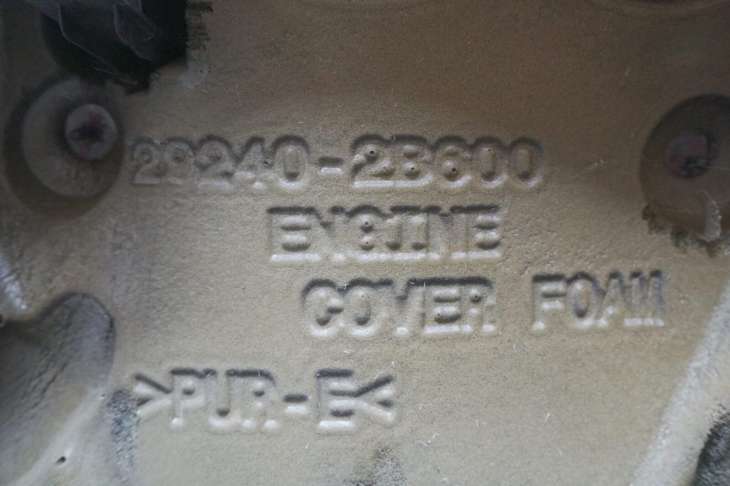 29240-2B600
ENGINE
COVER FOAM
>PUR-E<